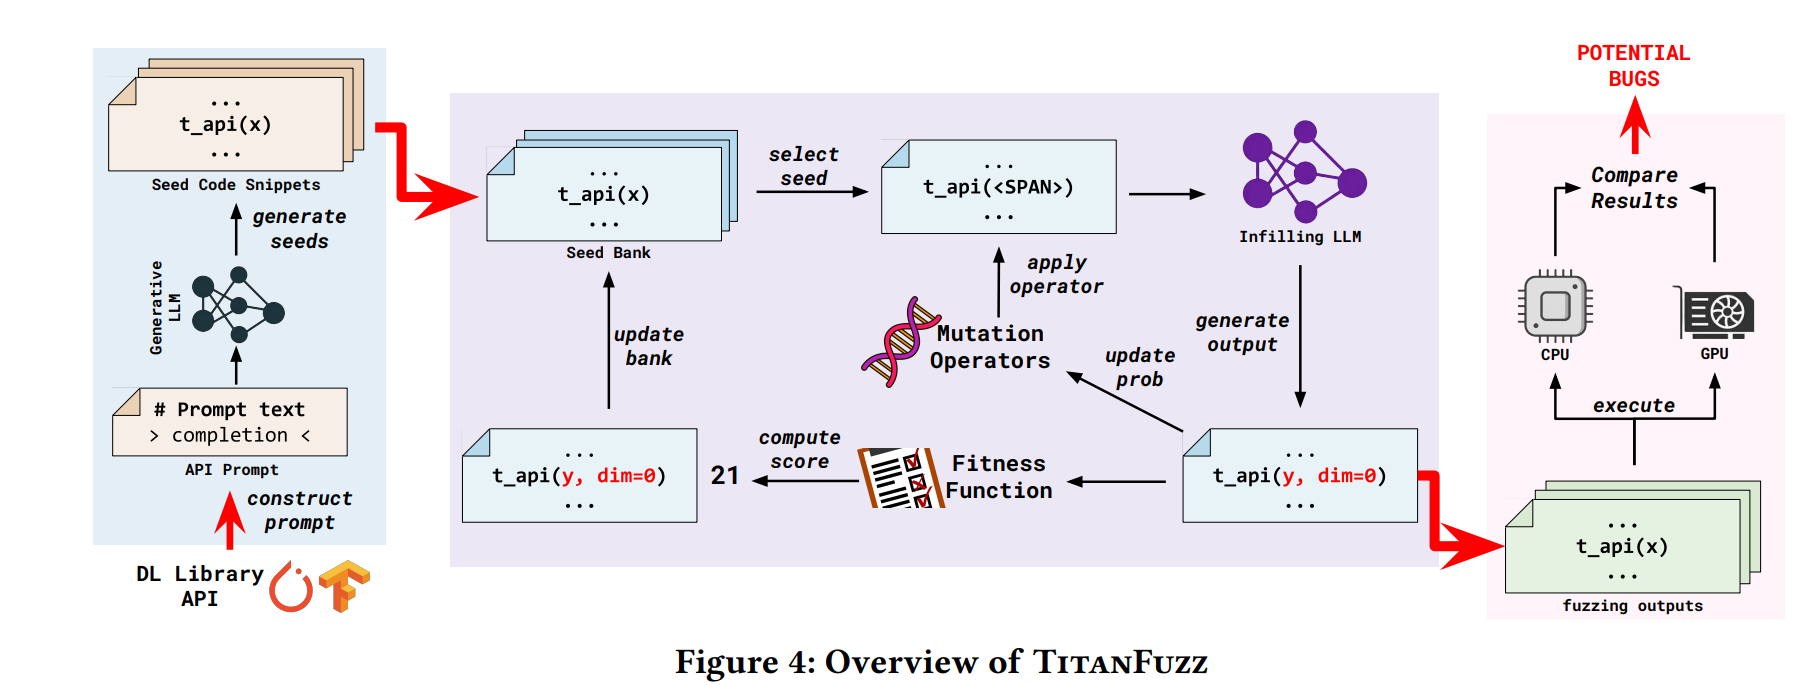 ...
t_api(x)
...
Seed Code Snippets
generate
seeds
Generative
LLM
# Prompt text
> completion <
API Prompt
construct
prompt
DL Library
API
...
t_api(x)
...
Seed Bank
select
seed
...
t_api(<SPAN>)
...
Infilling LLM
apply
operator
Mutation
Operators
update
bank
update
prob
generate
output
...
t_api(y, dim=0)
...
21
compute
score
Fitness
Function
...
t_api(y, dim=0)
...
POTENTIAL
BUGS
Compare
Results
CPU
GPU
execute
...
t_api(x)
...
fuzzing outputs
Figure 4: Overview of TITANFUZZ